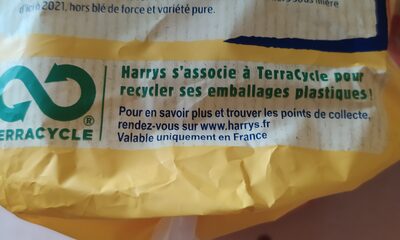 2021, hors blé de force et variété pure.
Harrys s'associe à TerraCycle pour
recycler ses emballages plastiques!
Pour en savoir plus et trouver les points de collecte,
rendez-vous sur www.harrys.fr
Valable uniquement en France
®
TERRACYCLE